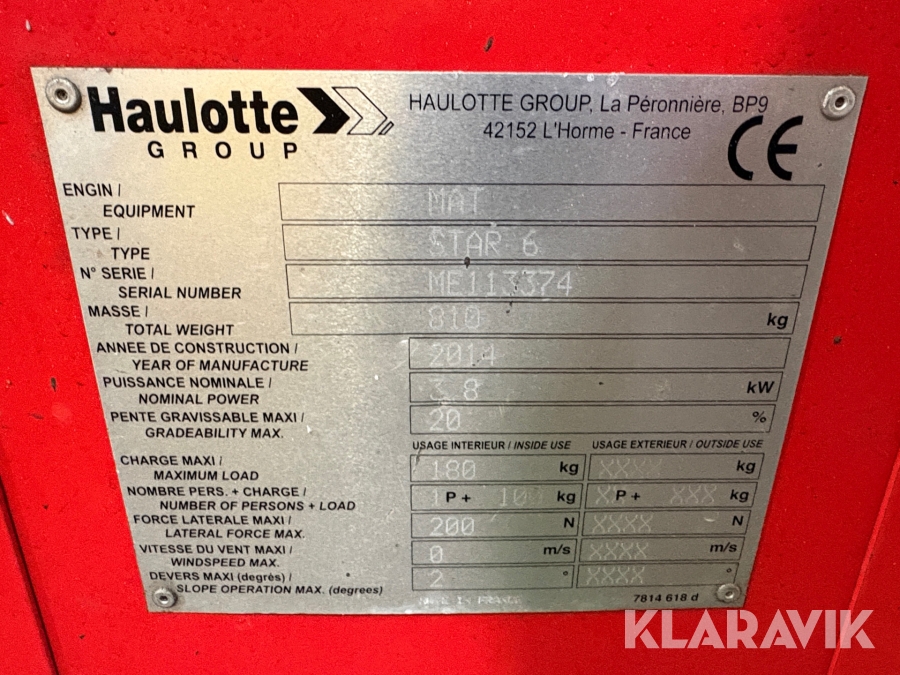 Haulotte
GROUP
HAULOTTE GROUP, La Péronnière, BP9
42152 L'Horme - France
CE
ENGIN /
EQUIPMENT MAT
TYPE /
TYPE STAR 6
N° SERIE /
SERIAL NUMBER ME113374
MASSE /
TOTAL WEIGHT 810 kg
ANNEE DE CONSTRUCTION /
YEAR OF MANUFACTURE 2014
PUISSANCE NOMINALE /
NOMINAL POWER 3 8 kW
PENTE GRAVISSABLE MAXI /
GRADEABILITY MAX. 20 %
USAGE INTERIEUR / INSIDE USE USAGE EXTERIEUR / OUTSIDE USE
CHARGE MAXI /
MAXIMUM LOAD 180 kg XXXX kg
NOMBRE PERS. + CHARGE /
NUMBER OF PERSONS + LOAD 1 P + 100 kg P + XXX kg
FORCE LATERALE MAXI /
LATERAL FORCE MAX. 200 N XXXX N
VITESSE DU VENT MAXI /
WINDSPEED MAX. 0 m/s XXXX m/s
DEVERS MAXI (degrés) /
SLOPE OPERATION MAX. (degrees) 2 ° XXXX °
MADE IN FRANCE
7814 618 d
KLARAVIK